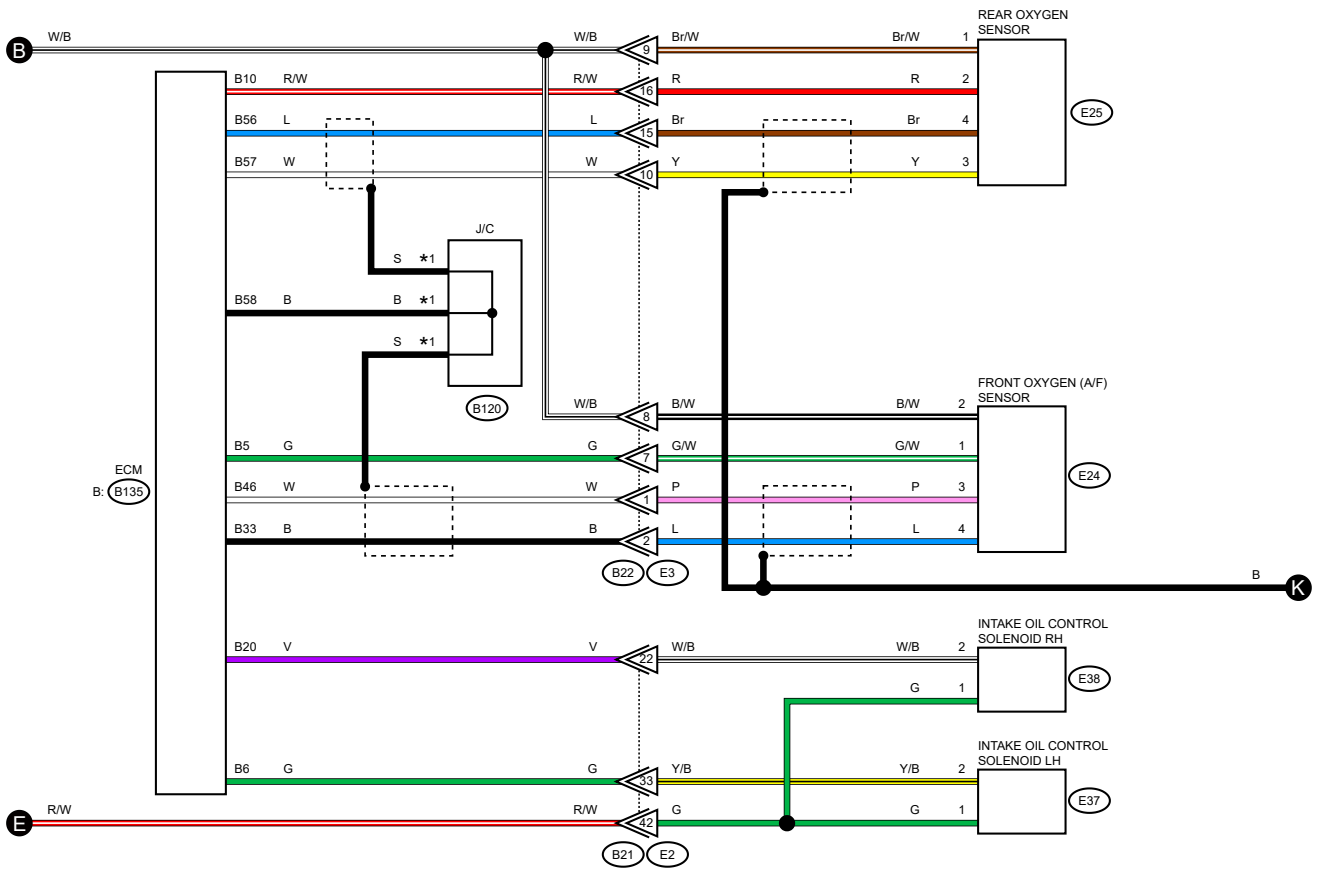 REAR OXYGEN
SENSOR
B W/B W/B 9 Br/W Br/W 1
B10 R/W R/W 16 R R 2
E25
B56 L L 15 Br Br 4
B57 W W 10 Y Y 3
J/C
S *1
B58 B B *1
S *1
B120
FRONT OXYGEN (A/F)
SENSOR
W/B 8 B/W B/W 2
B5 G G 7 G/W G/W 1
ECM
B: B135
E24
B46 W W 1 P P 3
B33 B B 2 L L 4
B22 E3
B K
INTAKE OIL CONTROL
SOLENOID RH
B20 V V 22 W/B W/B 2
E38
G 1
INTAKE OIL CONTROL
SOLENOID LH
B6 G G 33 Y/B Y/B 2
E37
E R/W R/W 42 G G 1
B21 E2